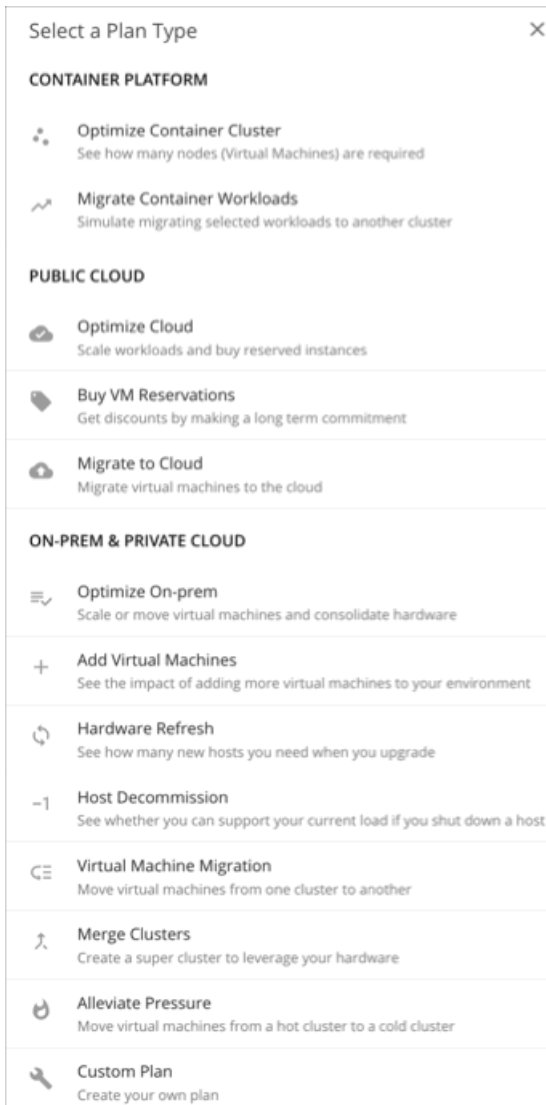 Select a Plan Type
CONTAINER PLATFORM
Optimize Container Cluster
See how many nodes (Virtual Machines) are required
Migrate Container Workloads
Simulate migrating selected workloads to another cluster
PUBLIC CLOUD
Optimize Cloud
Scale workloads and buy reserved instances
Buy VM Reservations
Get discounts by making a long term commitment
Migrate to Cloud
Migrate virtual machines to the cloud
ON-PREM & PRIVATE CLOUD
Optimize On-prem
Scale or move virtual machines and consolidate hardware
Add Virtual Machines
See the impact of adding more virtual machines to your environment
Hardware Refresh
See how many new hosts you need when you upgrade
−1 Host Decommission
See whether you can support your current load if you shut down a host
Virtual Machine Migration
Move virtual machines from one cluster to another
Merge Clusters
Create a super cluster to leverage your hardware
Alleviate Pressure
Move virtual machines from a hot cluster to a cold cluster
Custom Plan
Create your own plan